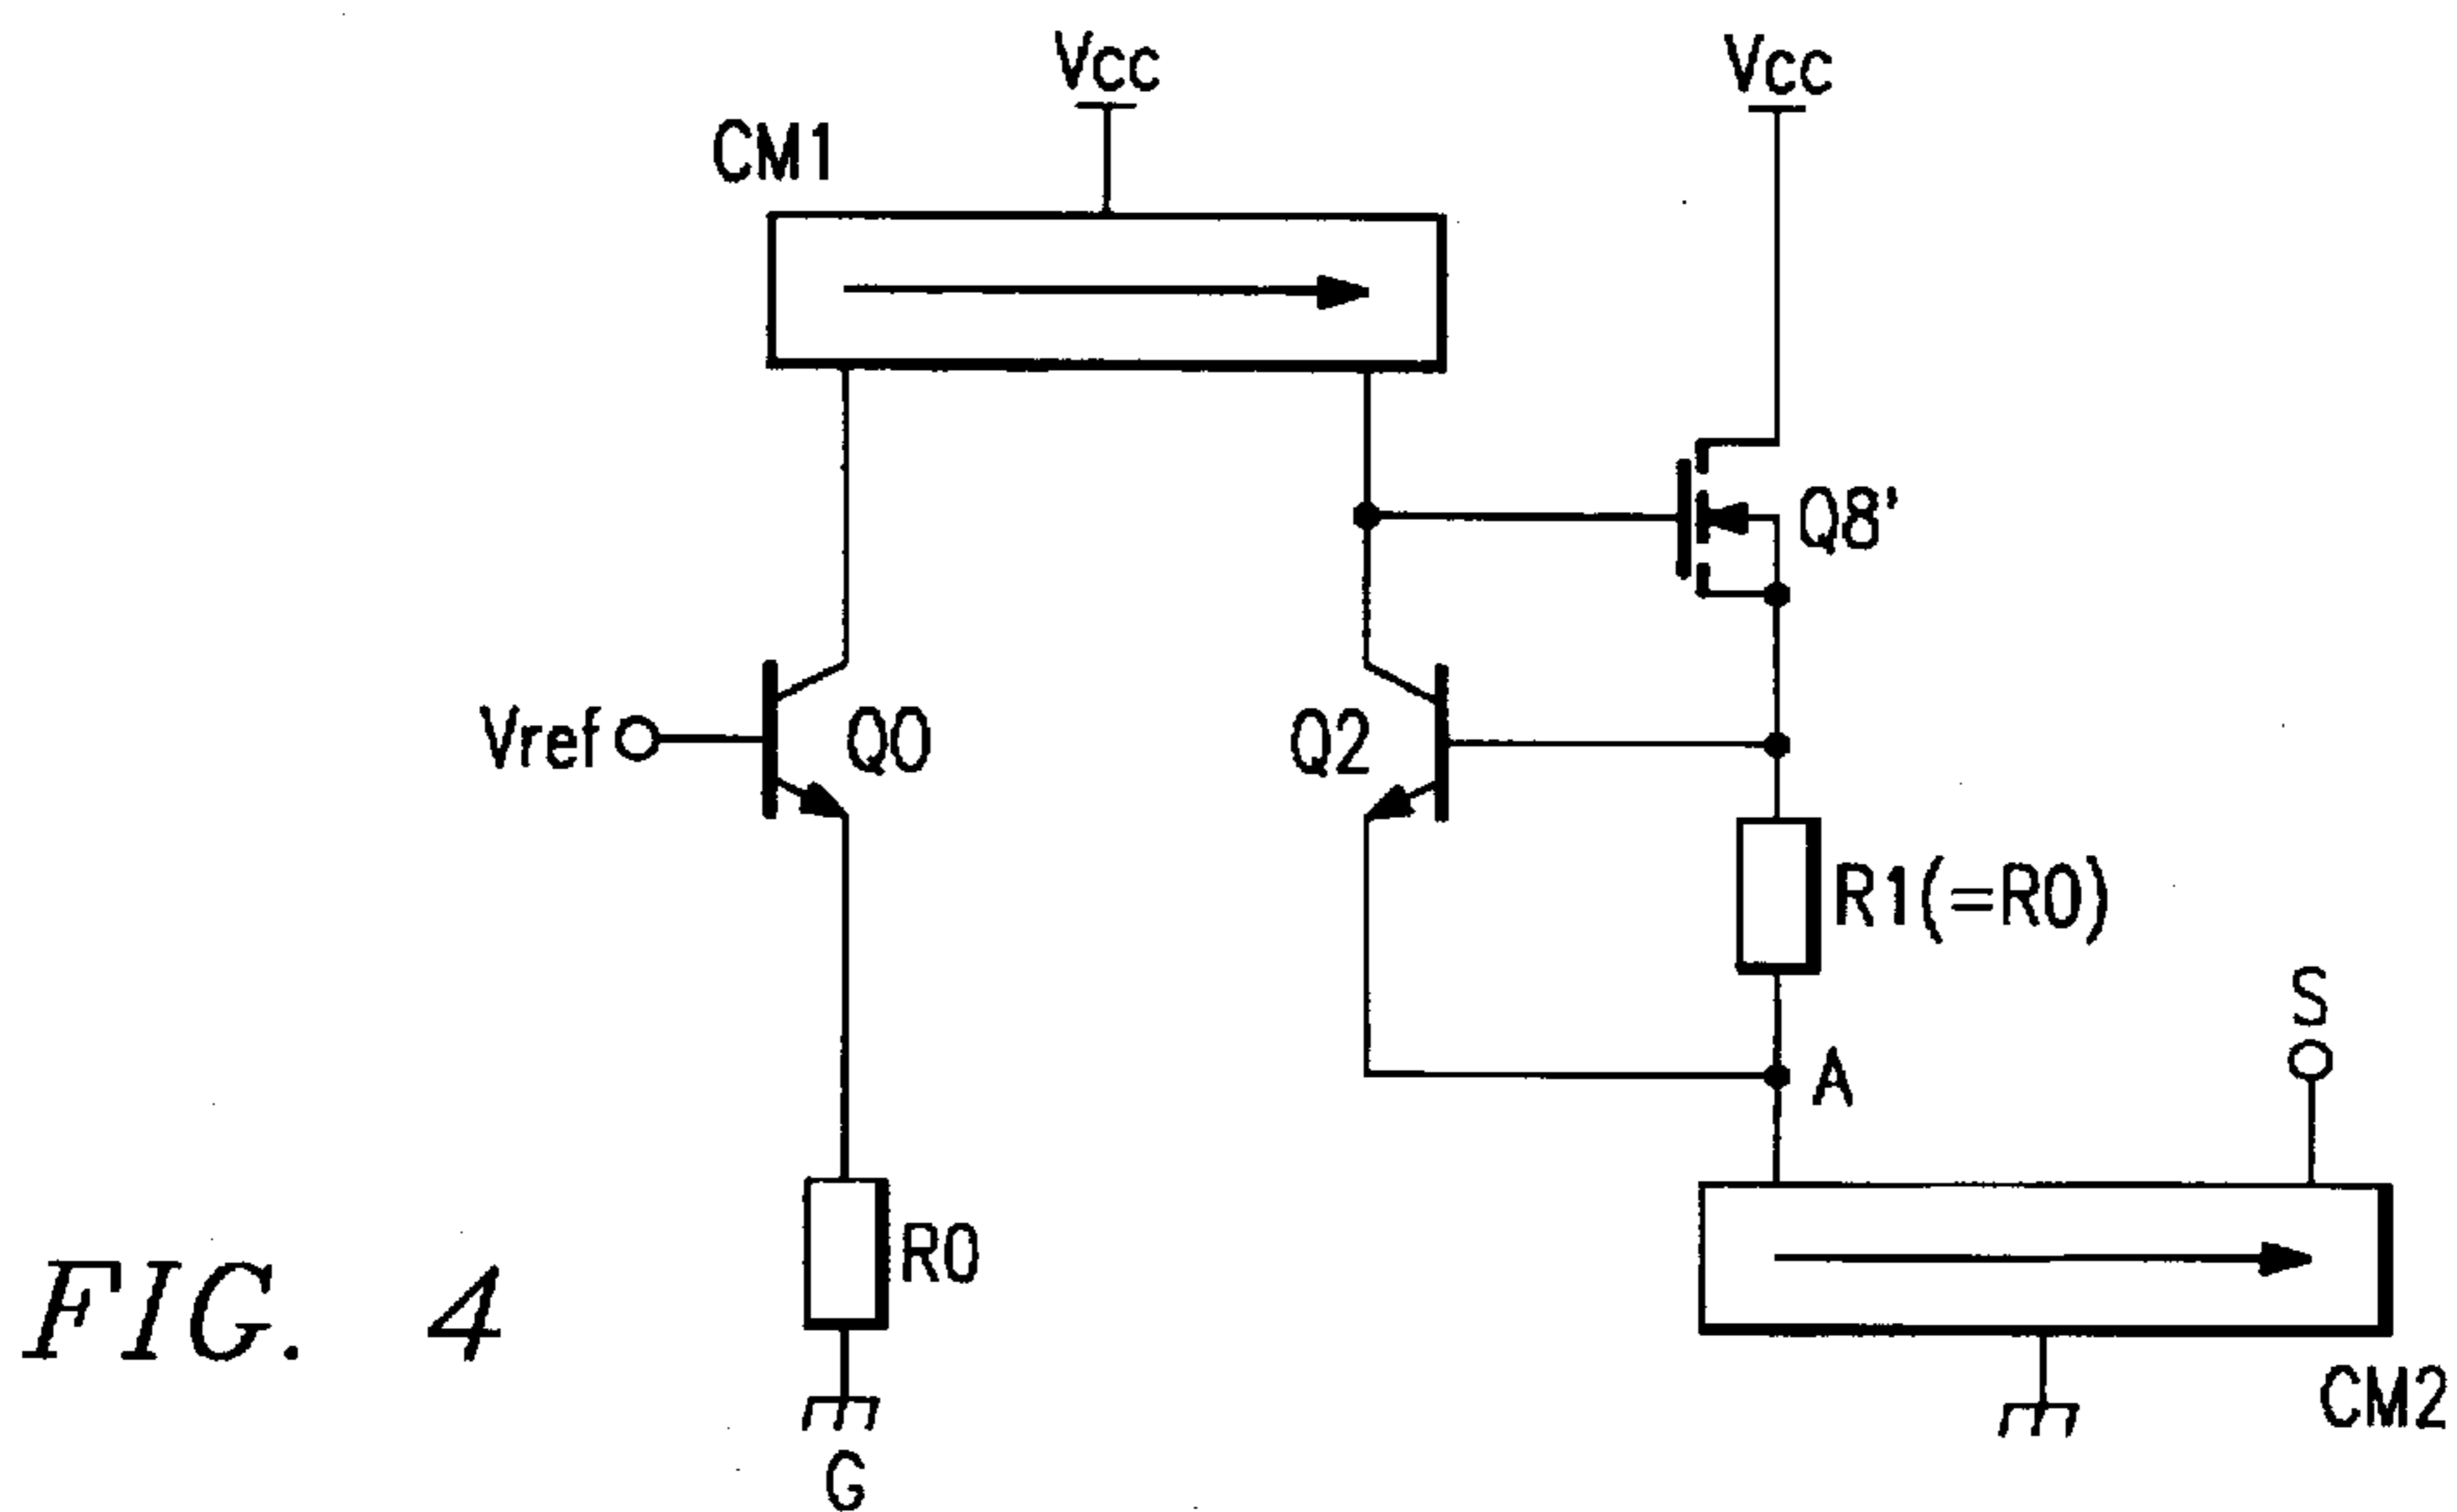 Vcc
Vcc
CM1
Q8'
Vref
Q0
Q2
R1(=R0)
S
A
R0
FIG. 4
CM2
G